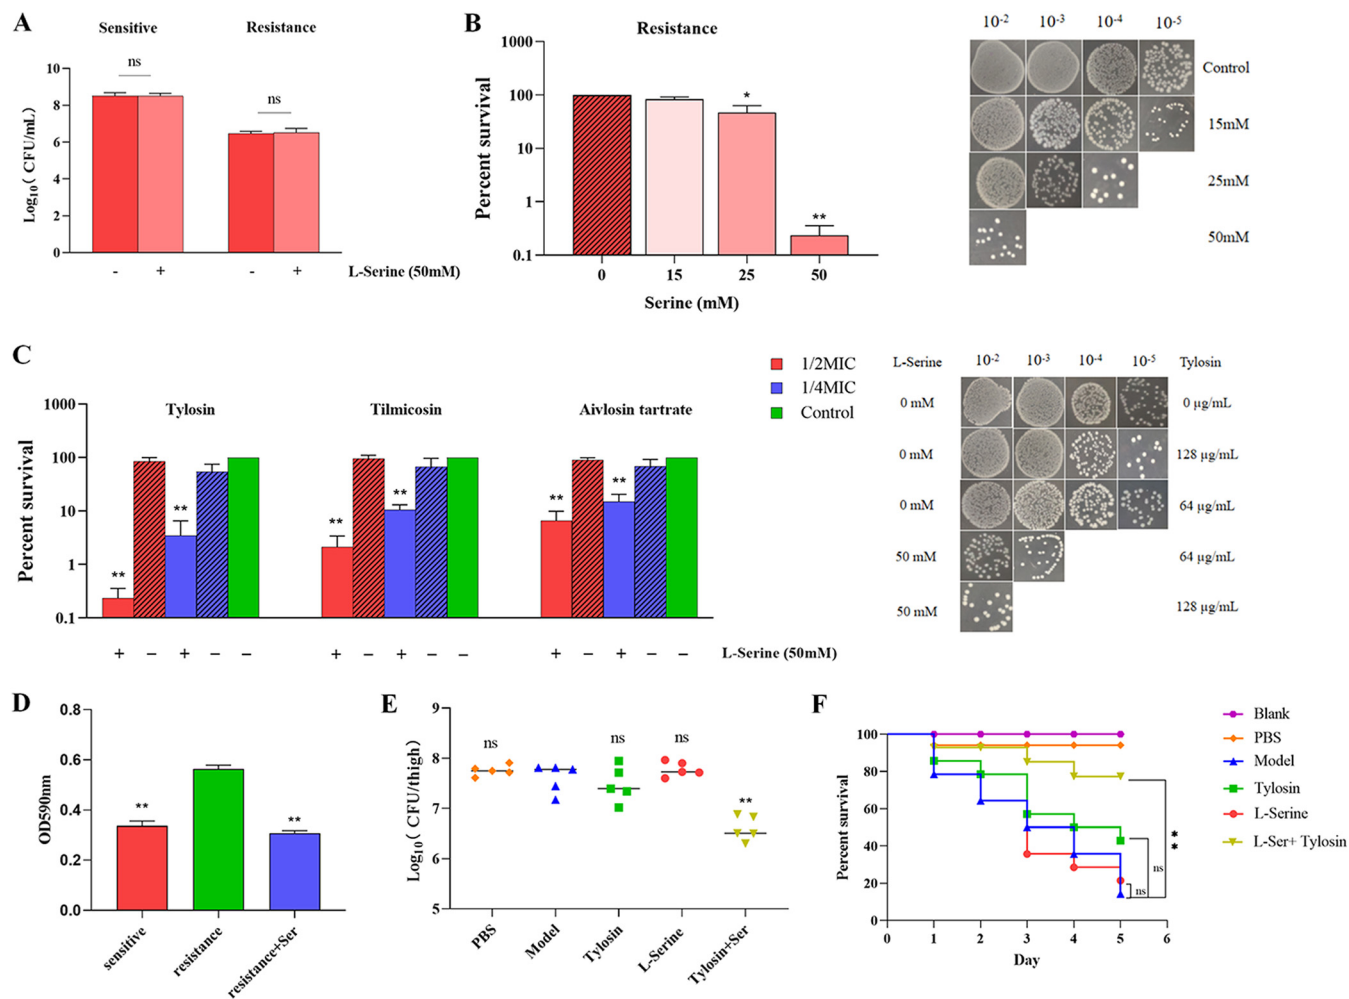 A
Sensitive
Resistance
Log10( CFU/mL)
10
8
6
4
2
0
ns
ns
-
+
-
+
L-Serine (50mM)
B
Resistance
Percent survival
1000
100
10
1
0.1
*
**
0
15
25
50
Serine (mM)
10-2
10-3
10-4
10-5
Control
15mM
25mM
50mM
C
1/2MIC
1/4MIC
Control
Tylosin
Tilmicosin
Aivlosin tartrate
Percent survival
1000
100
10
1
0.1
**
**
**
**
**
**
+ − + − −
+ − + − −
+ − + − −
L-Serine (50mM)
L-Serine
10-2
10-3
10-4
10-5
Tylosin
0 mM
0 µg/mL
0 mM
128 µg/mL
0 mM
64 µg/mL
50 mM
64 µg/mL
50 mM
128 µg/mL
D
OD590nm
0.8
0.6
0.4
0.2
0.0
**
**
sensitive
resistance
resistance+Ser
E
Log10( CFU/thigh)
9
8
7
6
5
ns
ns
ns
**
PBS
Model
Tylosin
L-Serine
Tylosin+Ser
F
Percent survival
100
80
60
40
20
0
0
1
2
3
4
5
6
Day
ns
ns
**
Blank
PBS
Model
Tylosin
L-Serine
L-Ser+ Tylosin